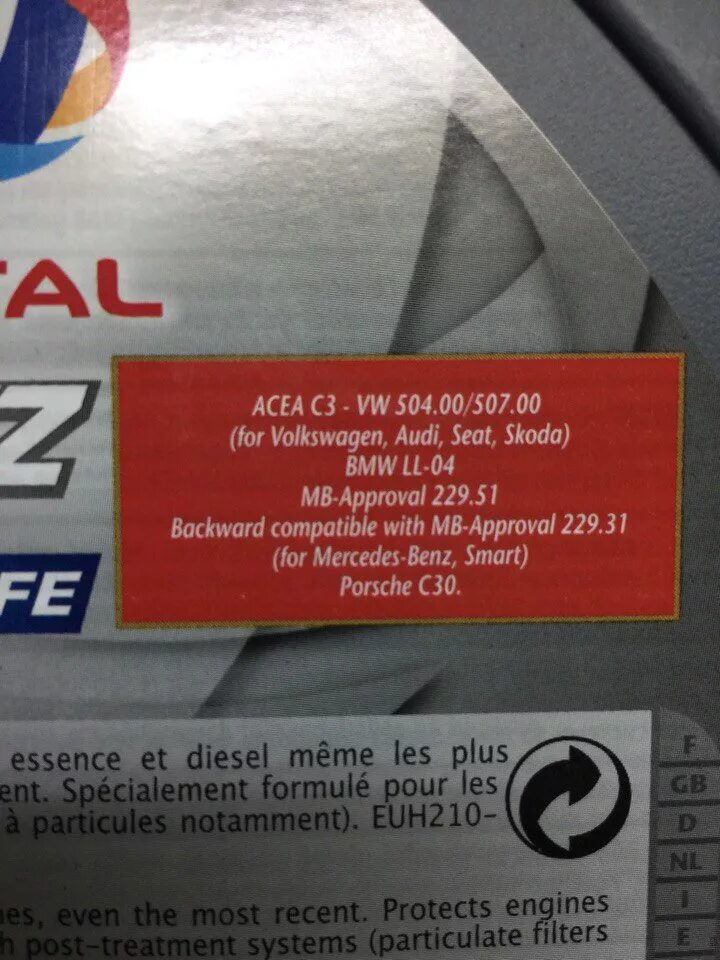 TAL
Z
FE
ACEA C3 - VW 504.00/507.00
(for Volkswagen, Audi, Seat, Skoda)
BMW LL-04
MB-Approval 229.51
Backward compatible with MB-Approval 229.31
(for Mercedes-Benz, Smart)
Porsche C30.
essence et diesel même les plus
ent. Spécialement formulé pour les
à particules notamment). EUH210-
es, even the most recent. Protects engines
h post-treatment systems (particulate filters
F
GB
D
NL
I
E